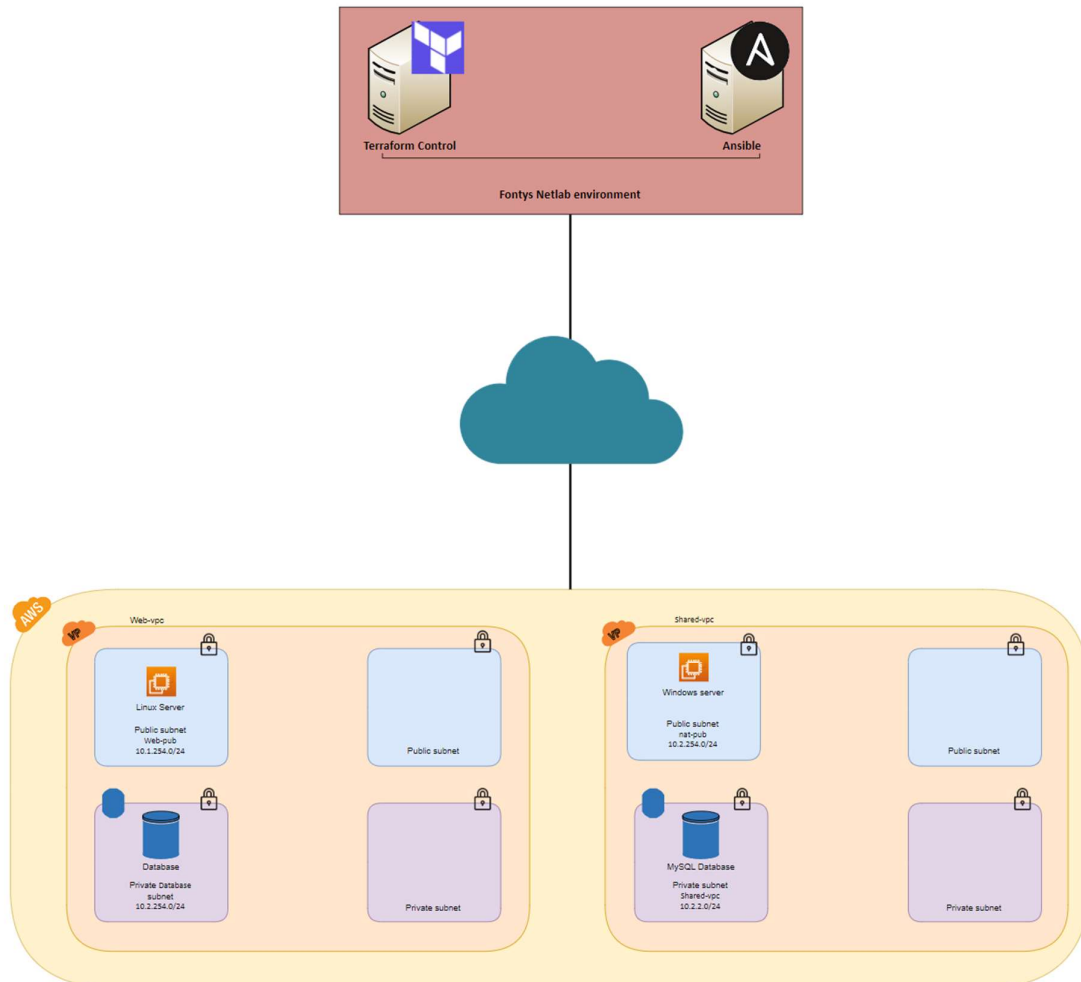 Terraform Control
Ansible
Fontys Netlab environment
AWS
Web-vpc
Shared-vpc
VP
VP
Linux Server
Public subnet
Web-pub
10.1.254.0/24
Public subnet
Windows server
Public subnet
nat-pub
10.2.254.0/24
Public subnet
Database
Private Database
subnet
10.2.254.0/24
Private subnet
MySQL Database
Private subnet
Shared-vpc
10.2.2.0/24
Private subnet